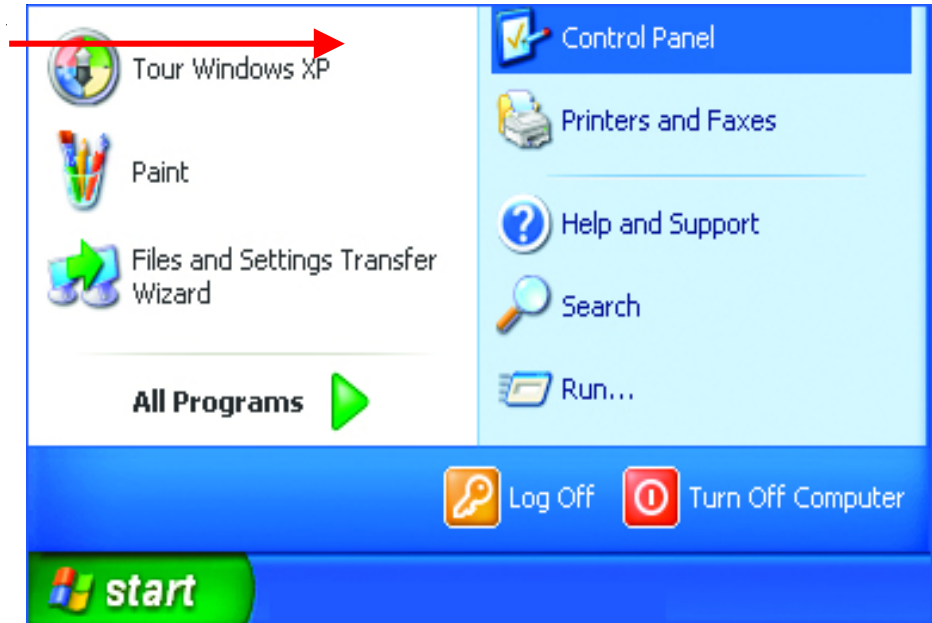 Tour Windows XP
Paint
Files and Settings Transfer
Wizard
All Programs
Control Panel
Printers and Faxes
Help and Support
Search
Run...
Log Off
Turn Off Computer
start